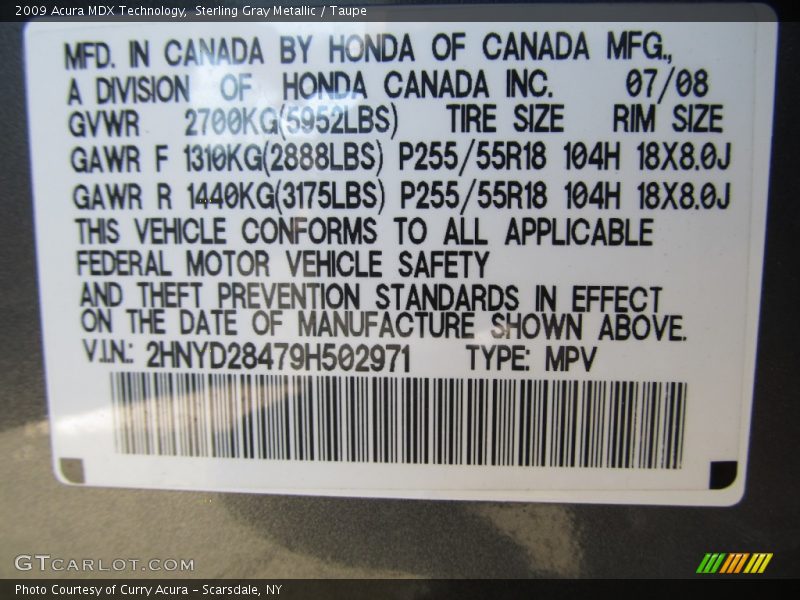 2009 Acura MDX Technology,  Sterling Gray Metallic / Taupe
MFD. IN CANADA BY HONDA OF CANADA MFG.,
A DIVISION OF HONDA CANADA INC. 07/08
GVWR 2700KG(5952LBS) TIRE SIZE RIM SIZE
GAWR F 1310KG(2888LBS) P255/55R18 104H 18X8.0J
GAWR R 1440KG(3175LBS) P255/55R18 104H 18X8.0J
THIS VEHICLE CONFORMS TO ALL APPLICABLE
FEDERAL MOTOR VEHICLE SAFETY
AND THEFT PREVENTION STANDARDS IN EFFECT
ON THE DATE OF MANUFACTURE SHOWN ABOVE.
V.I.N.: 2HNYD28479H502971 TYPE: MPV
GTCARLOT.COM
Photo Courtesy of Curry Acura - Scarsdale, NY